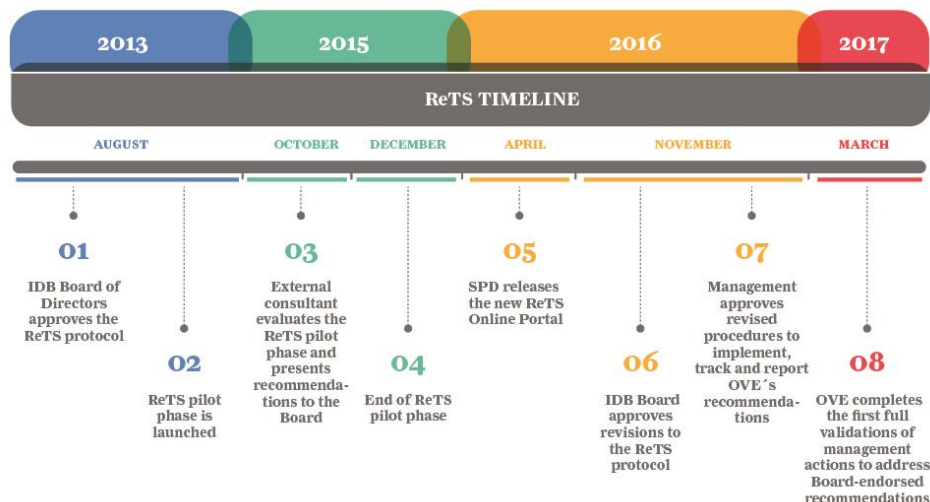 2013
2015
2016
2017
ReTS TIMELINE
AUGUST
OCTOBER
DECEMBER
APRIL
NOVEMBER
MARCH
01
IDB Board of
Directors
approves the
ReTS protocol
02
ReTS pilot
phase is
launched
03
External
consultant
evaluates the
ReTS pilot
phase and
presents
recommenda-
tions to the
Board
04
End of ReTS
pilot phase
05
SPD releases
the new ReTS
Online Portal
06
IDB Board
approves
revisions to
the ReTS
protocol
07
Management
approves
revised
procedures to
implement,
track and report
OVE´s
recommenda-
tions
08
OVE completes
the first full
validations of
management
actions to address
Board-endorsed
recommendations